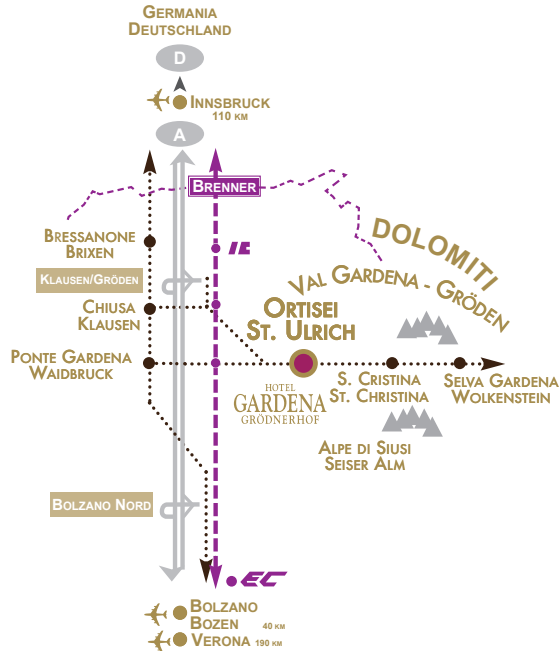 GERMANIA
DEUTSCHLAND
D
INNSBRUCK
110 KM
A
BRENNER
BRESSANONE
BRIXEN
IC
DOLOMITI
VAL GARDENA - GRÖDEN
KLAUSEN/GRÖDEN
CHIUSA
KLAUSEN
ORTISEI
ST. ULRICH
PONTE GARDENA
WAIDBRUCK
HOTEL
GARDENA
GRÖDNERHOF
S. CRISTINA
ST. CHRISTINA
SELVA GARDENA
WOLKENSTEIN
ALPE DI SIUSI
SEISER ALM
BOLZANO NORD
EC
BOLZANO
BOZEN 40 KM
VERONA 190 KM